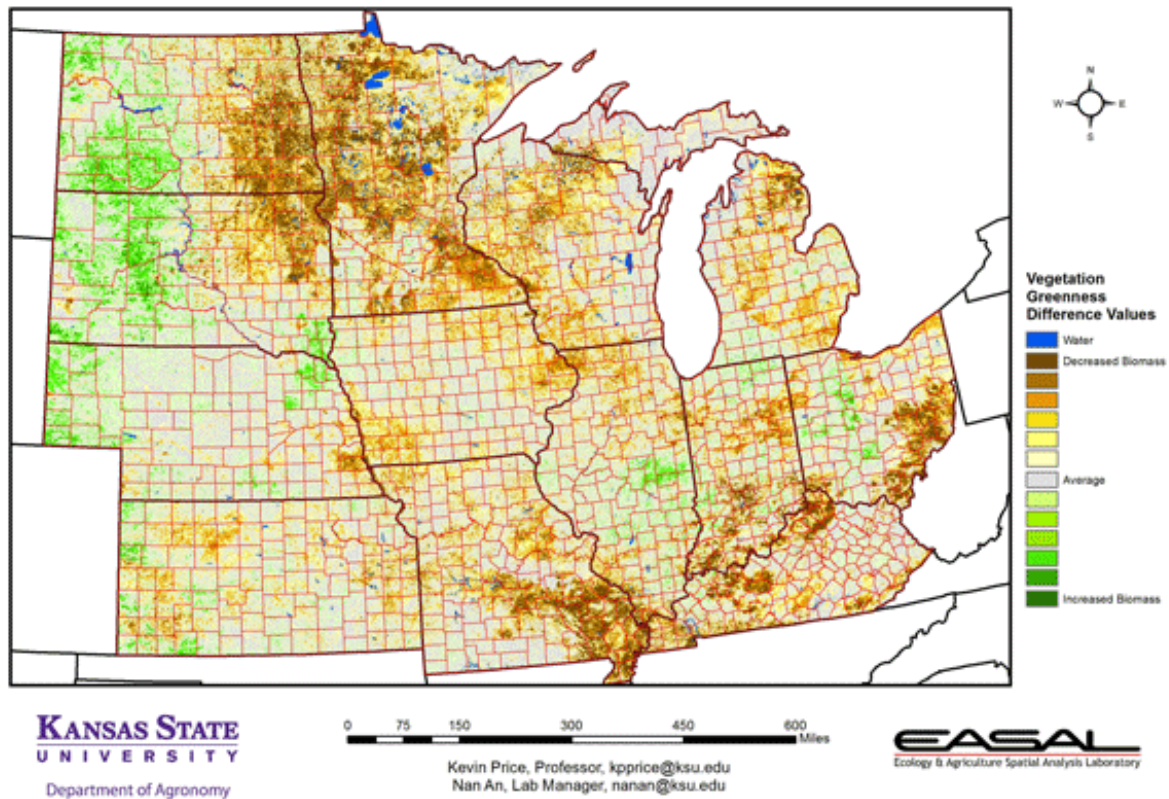 N
W
E
S
Vegetation
Greenness
Difference Values
Water
Decreased Biomass
Average
Increased Biomass
KANSAS STATE
UNIVERSITY
Department of Agronomy
0 75 150 300 450 600
Miles
Kevin Price, Professor, kpprice@ksu.edu
Nan An, Lab Manager, nanan@ksu.edu
EASAL
Ecology & Agriculture Spatial Analysis Laboratory